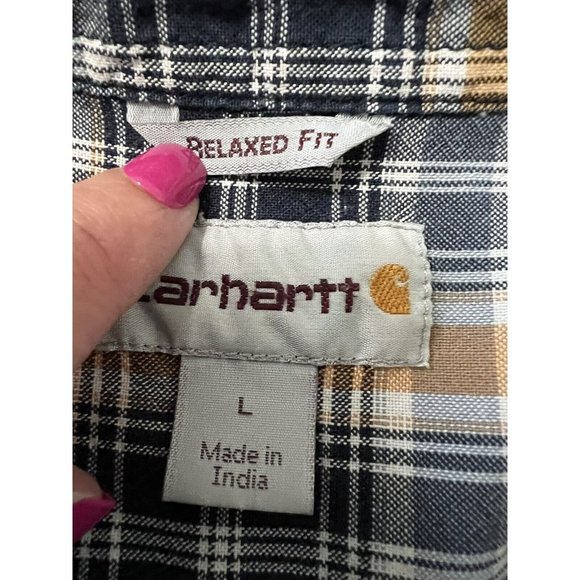 RELAXED FIT
carhartt
L
Made in
India